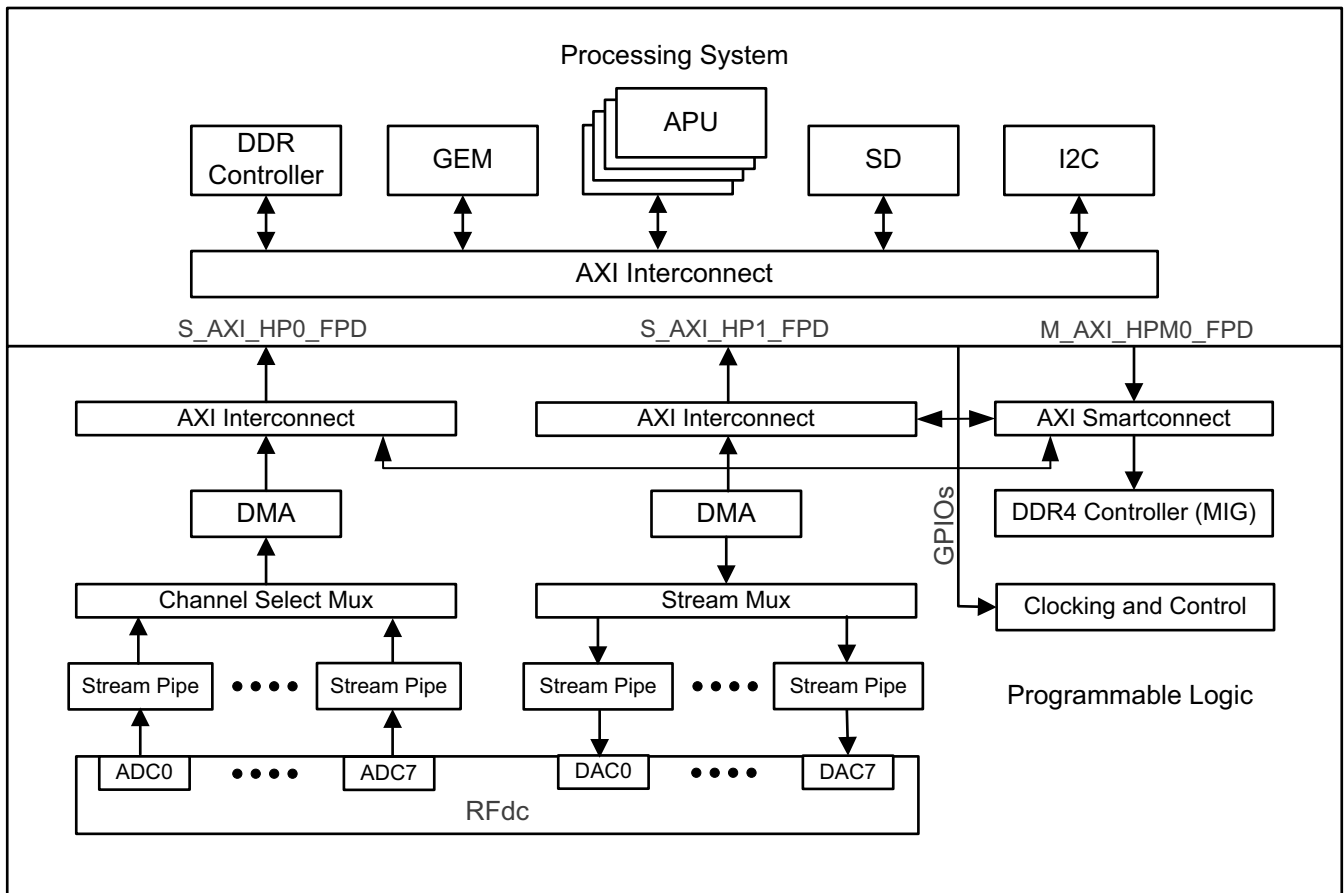 Processing System
DDR
Controller
GEM
APU
SD
I2C
AXI Interconnect
S_AXI_HP0_FPD
S_AXI_HP1_FPD
M_AXI_HPM0_FPD
AXI Interconnect
AXI Interconnect
AXI Smartconnect
DMA
DMA
GPIOs
DDR4 Controller (MIG)
Channel Select Mux
Stream Mux
Clocking and Control
Stream Pipe
Stream Pipe
Stream Pipe
Stream Pipe
Programmable Logic
ADC0
ADC7
DAC0
DAC7
RFdc